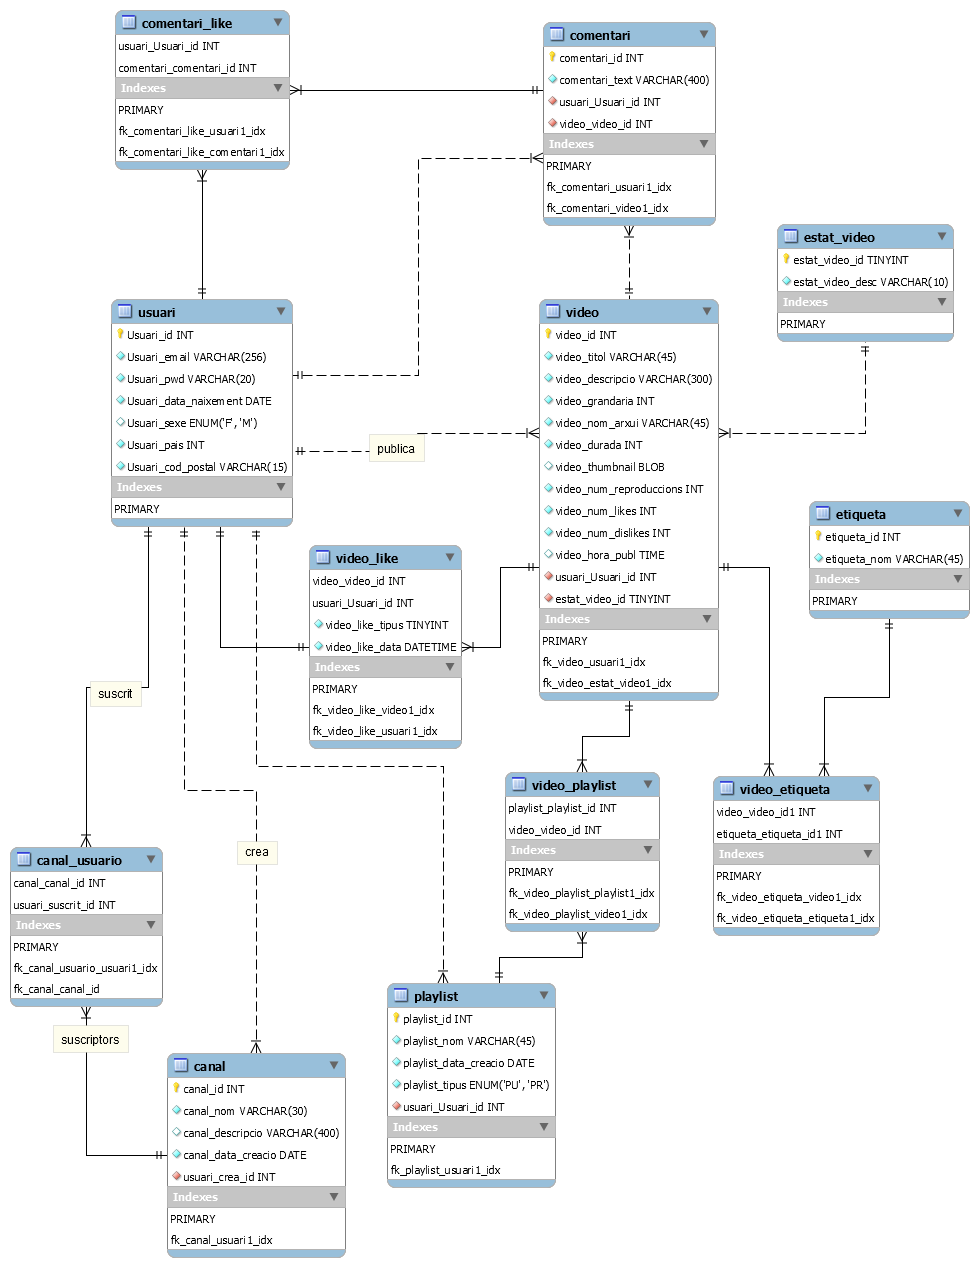 comentari_like
usuari_Usuari_id INT
comentari_comentari_id INT
Indexes
PRIMARY
fk_comentari_like_usuari1_idx
fk_comentari_like_comentari1_idx
comentari
comentari_id INT
comentari_text VARCHAR(400)
usuari_Usuari_id INT
video_video_id INT
Indexes
PRIMARY
fk_comentari_usuari1_idx
fk_comentari_video1_idx
estat_video
estat_video_id TINYINT
estat_video_desc VARCHAR(10)
Indexes
PRIMARY
usuari
Usuari_id INT
Usuari_email VARCHAR(256)
Usuari_pwd VARCHAR(20)
Usuari_data_naixement DATE
Usuari_sexe ENUM('F','M')
Usuari_pais INT
Usuari_cod_postal VARCHAR(15)
Indexes
PRIMARY
publica
video
video_id INT
video_titol VARCHAR(45)
video_descripcio VARCHAR(300)
video_grandaria INT
video_nom_arxui VARCHAR(45)
video_durada INT
video_thumbnail BLOB
video_num_reproduccions INT
video_num_likes INT
video_num_dislikes INT
video_hora_publ TIME
usuari_Usuari_id INT
estat_video_id TINYINT
Indexes
PRIMARY
fk_video_usuari1_idx
fk_video_estat_video1_idx
etiqueta
etiqueta_id INT
etiqueta_nom VARCHAR(45)
Indexes
PRIMARY
video_like
video_video_id INT
usuari_Usuari_id INT
video_like_tipus TINYINT
video_like_data DATETIME
Indexes
PRIMARY
fk_video_like_video1_idx
fk_video_like_usuari1_idx
suscrit
video_playlist
playlist_playlist_id INT
video_video_id INT
Indexes
PRIMARY
fk_video_playlist_playlist1_idx
fk_video_playlist_video1_idx
video_etiqueta
video_video_id1 INT
etiqueta_etiqueta_id1 INT
Indexes
PRIMARY
fk_video_etiqueta_video1_idx
fk_video_etiqueta_etiqueta1_idx
crea
canal_usuario
canal_canal_id INT
usuari_suscrit_id INT
Indexes
PRIMARY
fk_canal_usuario_usuari1_idx
fk_canal_canal_id
suscriptors
canal
canal_id INT
canal_nom VARCHAR(30)
canal_descripcio VARCHAR(400)
canal_data_creacio DATE
usuari_crea_id INT
Indexes
PRIMARY
fk_canal_usuari1_idx
playlist
playlist_id INT
playlist_nom VARCHAR(45)
playlist_data_creacio DATE
playlist_tipus ENUM('PU','PR')
usuari_Usuari_id INT
Indexes
PRIMARY
fk_playlist_usuari1_idx